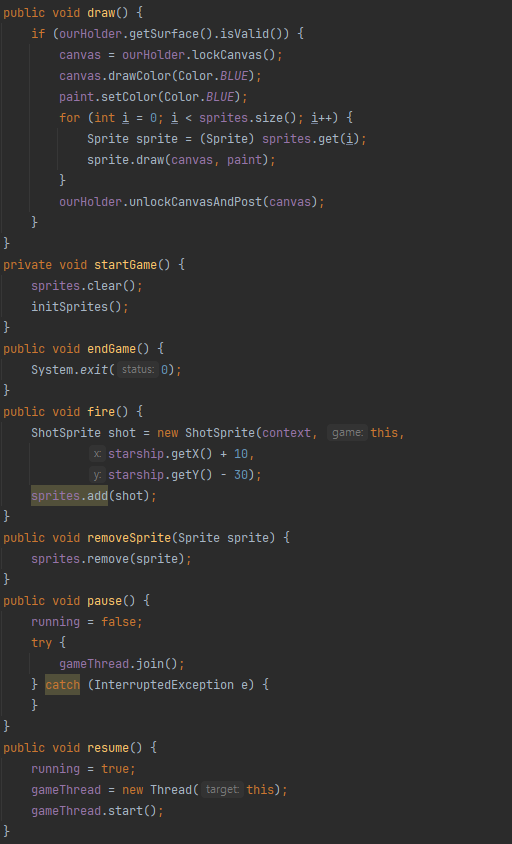 public void draw() {
if (ourHolder.getSurface().isValid()) {
canvas = ourHolder.lockCanvas();
canvas.drawColor(Color.BLUE);
paint.setColor(Color.BLUE);
for (int i = 0; i < sprites.size(); i++) {
Sprite sprite = (Sprite) sprites.get(i);
sprite.draw(canvas, paint);
}
ourHolder.unlockCanvasAndPost(canvas);
}
}
private void startGame() {
sprites.clear();
initSprites();
}
public void endGame() {
System.exit( status: 0);
}
public void fire() {
ShotSprite shot = new ShotSprite(context, game: this,
x: starship.getX() + 10,
y: starship.getY() - 30);
sprites.add(shot);
}
public void removeSprite(Sprite sprite) {
sprites.remove(sprite);
}
public void pause() {
running = false;
try {
gameThread.join();
} catch (InterruptedException e) {
}
}
public void resume() {
running = true;
gameThread = new Thread( target: this);
gameThread.start();
}